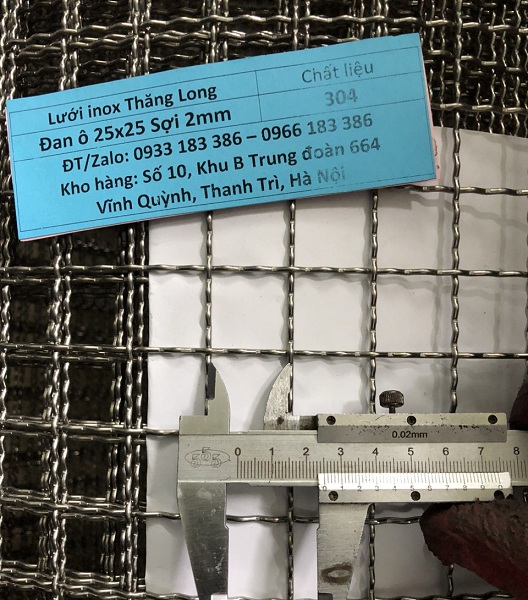 Lưới inox Thăng Long
Chất liệu
Đan ô 25x25 Sợi 2mm
304
ĐT/Zalo: 0933 183 386 – 0966 183 386
Kho hàng: Số 10, Khu B Trung đoàn 664
Vĩnh Quỳnh, Thanh Trì, Hà Nội
0.02mm
0 1 2 3 4 5 6 7 8